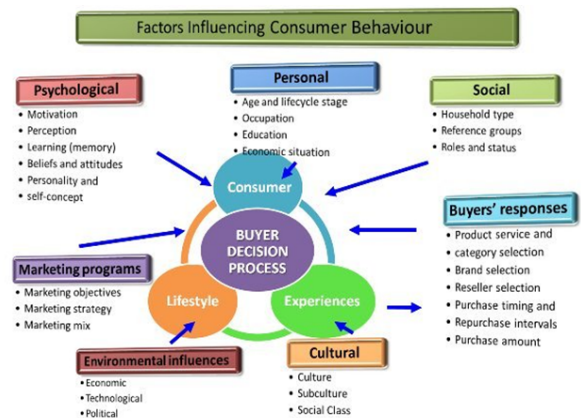 Factors Influencing Consumer Behaviour
Psychological
• Motivation
• Perception
• Learning (memory)
• Beliefs and attitudes
• Personality and
• self-concept
Personal
• Age and lifecycle stage
• Occupation
• Education
• Economic situation
Social
• Household type
• Reference groups
• Roles and status
Consumer
BUYER
DECISION
PROCESS
Lifestyle
Experiences
Buyers' responses
• Product service and
• category selection
• Brand selection
• Reseller selection
• Purchase timing and
• Repurchase intervals
• Purchase amount
Marketing programs
• Marketing objectives
• Marketing strategy
• Marketing mix
Environmental influences
• Economic
• Technological
• Political
Cultural
• Culture
• Subculture
• Social Class